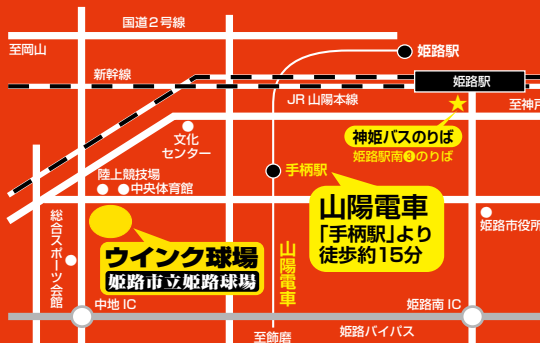 国道2号線
至岡山
姫路駅
新幹線
姫路駅
JR山陽本線
至神戸
神姫バスのりば
姫路駅南❸のりば
文化
センター
手柄駅
陸上競技場
中央体育館
山陽電車
「手柄駅」より
徒歩約15分
総合スポーツ会館
姫路市役所
ウインク球場
姫路市立姫路球場
山陽電車
中地IC
姫路南IC
姫路バイパス
至飾磨